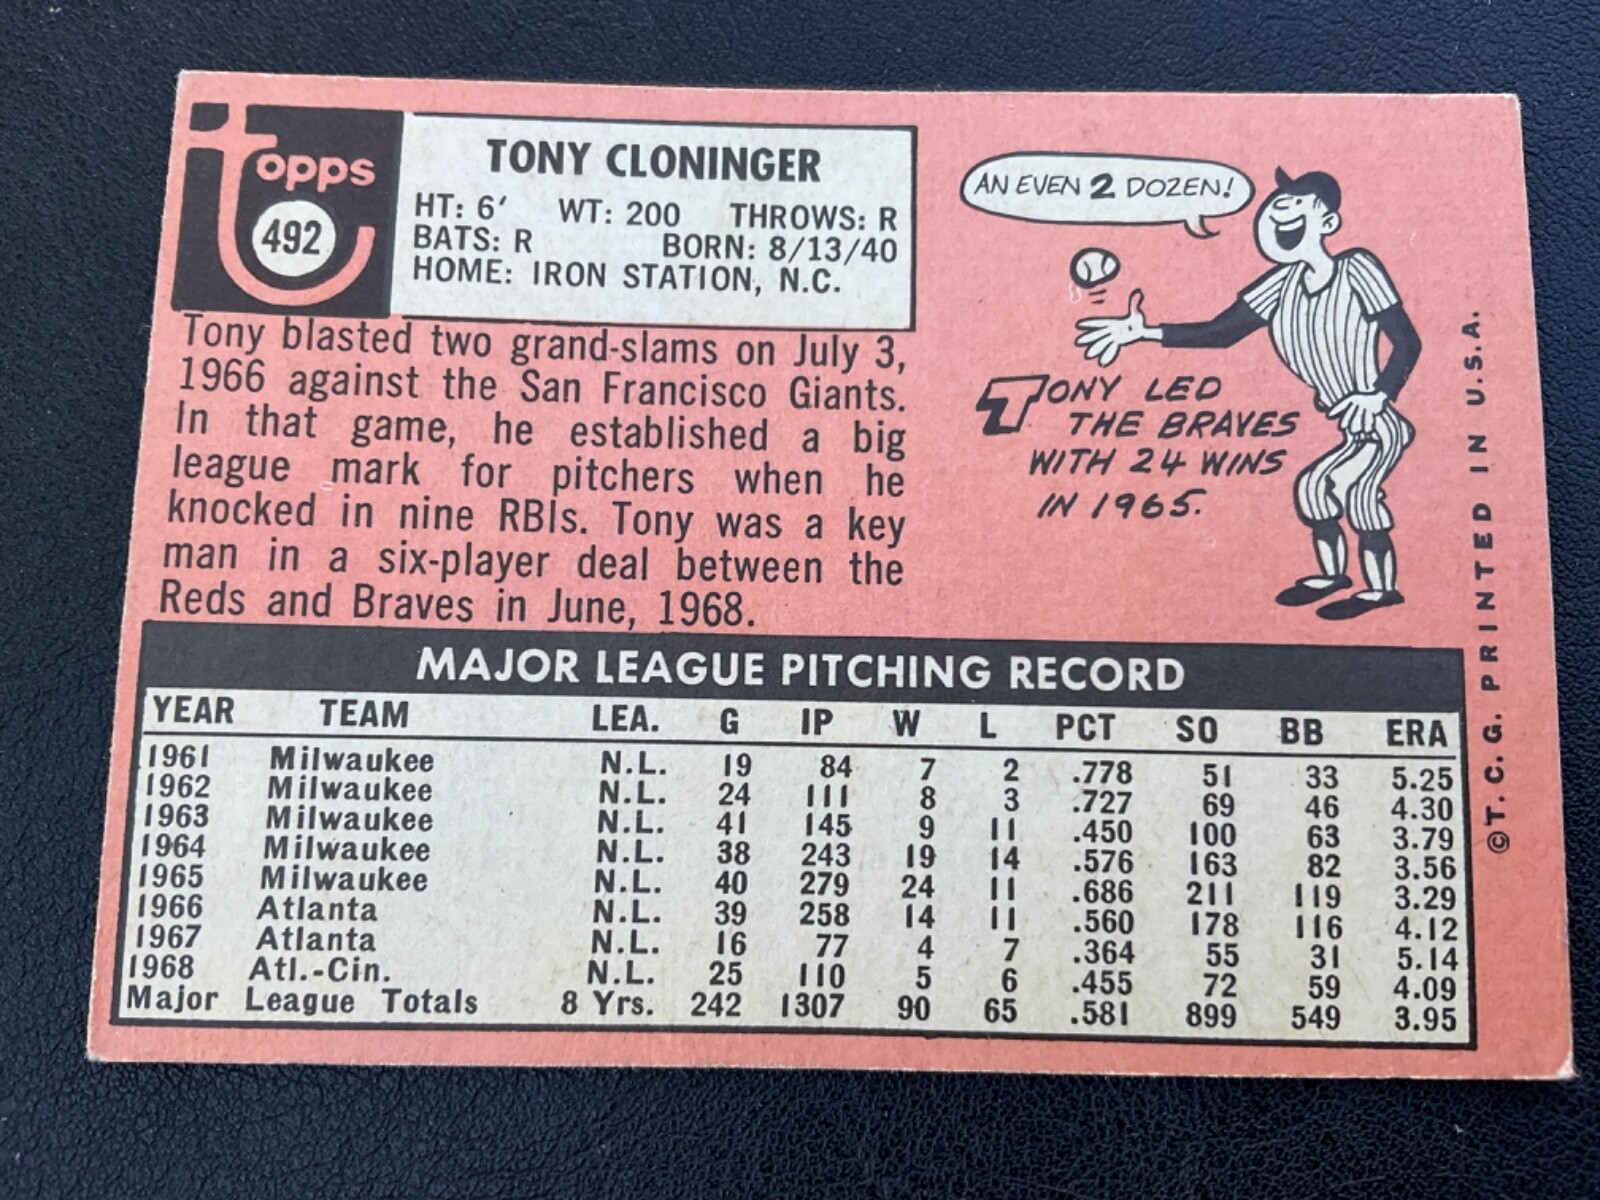 Topps
492
TONY CLONINGER
HT: 6' WT: 200 THROWS: R
BATS: R BORN: 8/13/40
HOME: IRON STATION, N.C.
Tony blasted two grand-slams on July 3,
1966 against the San Francisco Giants.
In that game, he established a big
league mark for pitchers when he
knocked in nine RBIs. Tony was a key
man in a six-player deal between the
Reds and Braves in June, 1968.
AN EVEN 2 DOZEN!
TONY LED
THE BRAVES
WITH 24 WINS
IN 1965.
MAJOR LEAGUE PITCHING RECORD
YEAR TEAM LEA. G IP W L PCT SO BB ERA
1961 Milwaukee N.L. 19 84 7 2 .778 51 33 5.25
1962 Milwaukee N.L. 24 111 8 3 .727 69 46 4.30
1963 Milwaukee N.L. 41 145 9 11 .450 100 63 3.79
1964 Milwaukee N.L. 38 243 19 14 .576 163 82 3.56
1965 Milwaukee N.L. 40 279 24 11 .686 211 119 3.29
1966 Atlanta N.L. 39 258 14 11 .560 178 116 4.12
1967 Atlanta N.L. 16 77 4 7 .364 55 31 5.14
1968 Atl.-Cin. N.L. 25 110 5 6 .455 72 59 4.09
Major League Totals 8 Yrs. 242 1307 90 65 .581 899 549 3.95
©T.C.G. PRINTED IN U.S.A.